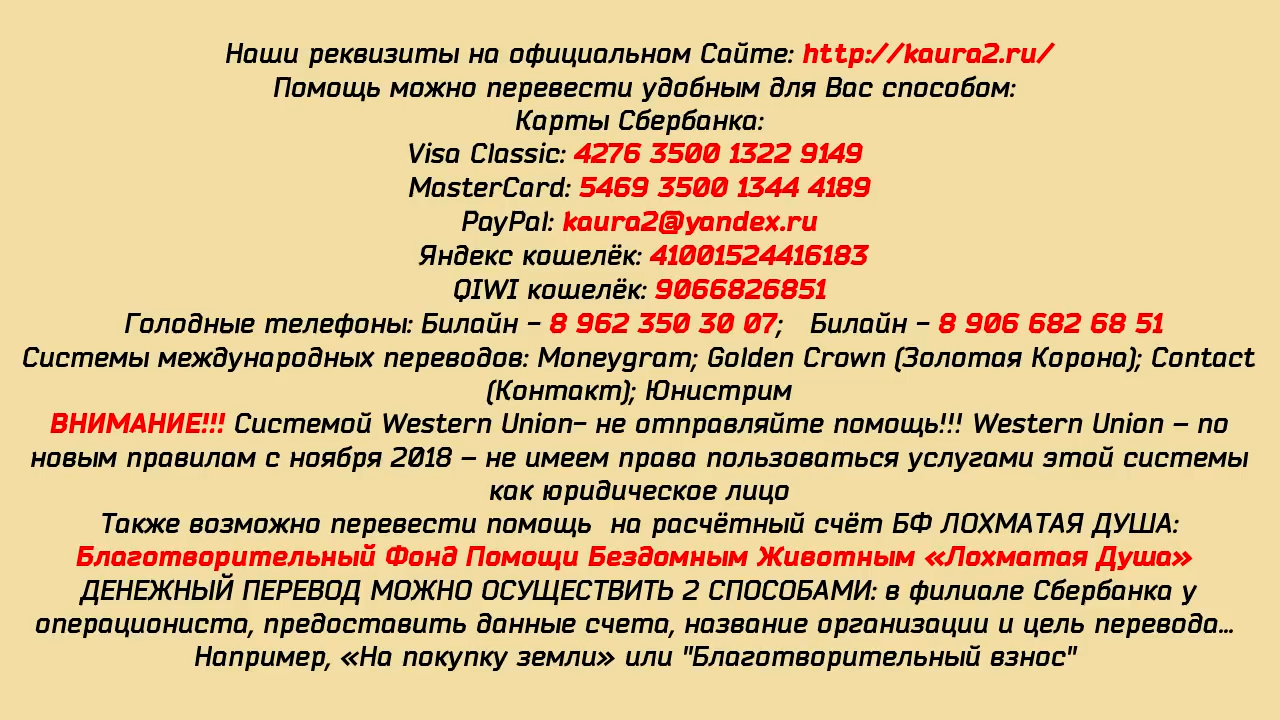 Наши реквизиты на официальном Сайте: http://kaura2.ru/
Помощь можно перевести удобным для Вас способом:
Карты Сбербанка:
Visa Classic: 4276 3500 1322 9149
MasterCard: 5469 3500 1344 4189
PayPal: kaura2@yandex.ru
Яндекс кошелёк: 41001524416183
QIWI кошелёк: 9066826851
Голодные телефоны: Билайн - 8 962 350 30 07; Билайн - 8 906 682 68 51
Системы международных переводов: Moneygram; Golden Crown (Золотая Корона); Contact
(Контакт); Юнистрим
ВНИМАНИЕ!!! Системой Western Union- не отправляйте помощь!!! Western Union – по
новым правилам с ноября 2018 – не имеем права пользоваться услугами этой системы
как юридическое лицо
Также возможно перевести помощь на расчётный счёт БФ ЛОХМАТАЯ ДУША:
Благотворительный Фонд Помощи Бездомным Животным «Лохматая Душа»
ДЕНЕЖНЫЙ ПЕРЕВОД МОЖНО ОСУЩЕСТВИТЬ 2 СПОСОБАМИ: в филиале Сбербанка у
операциониста, предоставить данные счета, название организации и цель перевода...
Например, «На покупку земли» или "Благотворительный взнос"